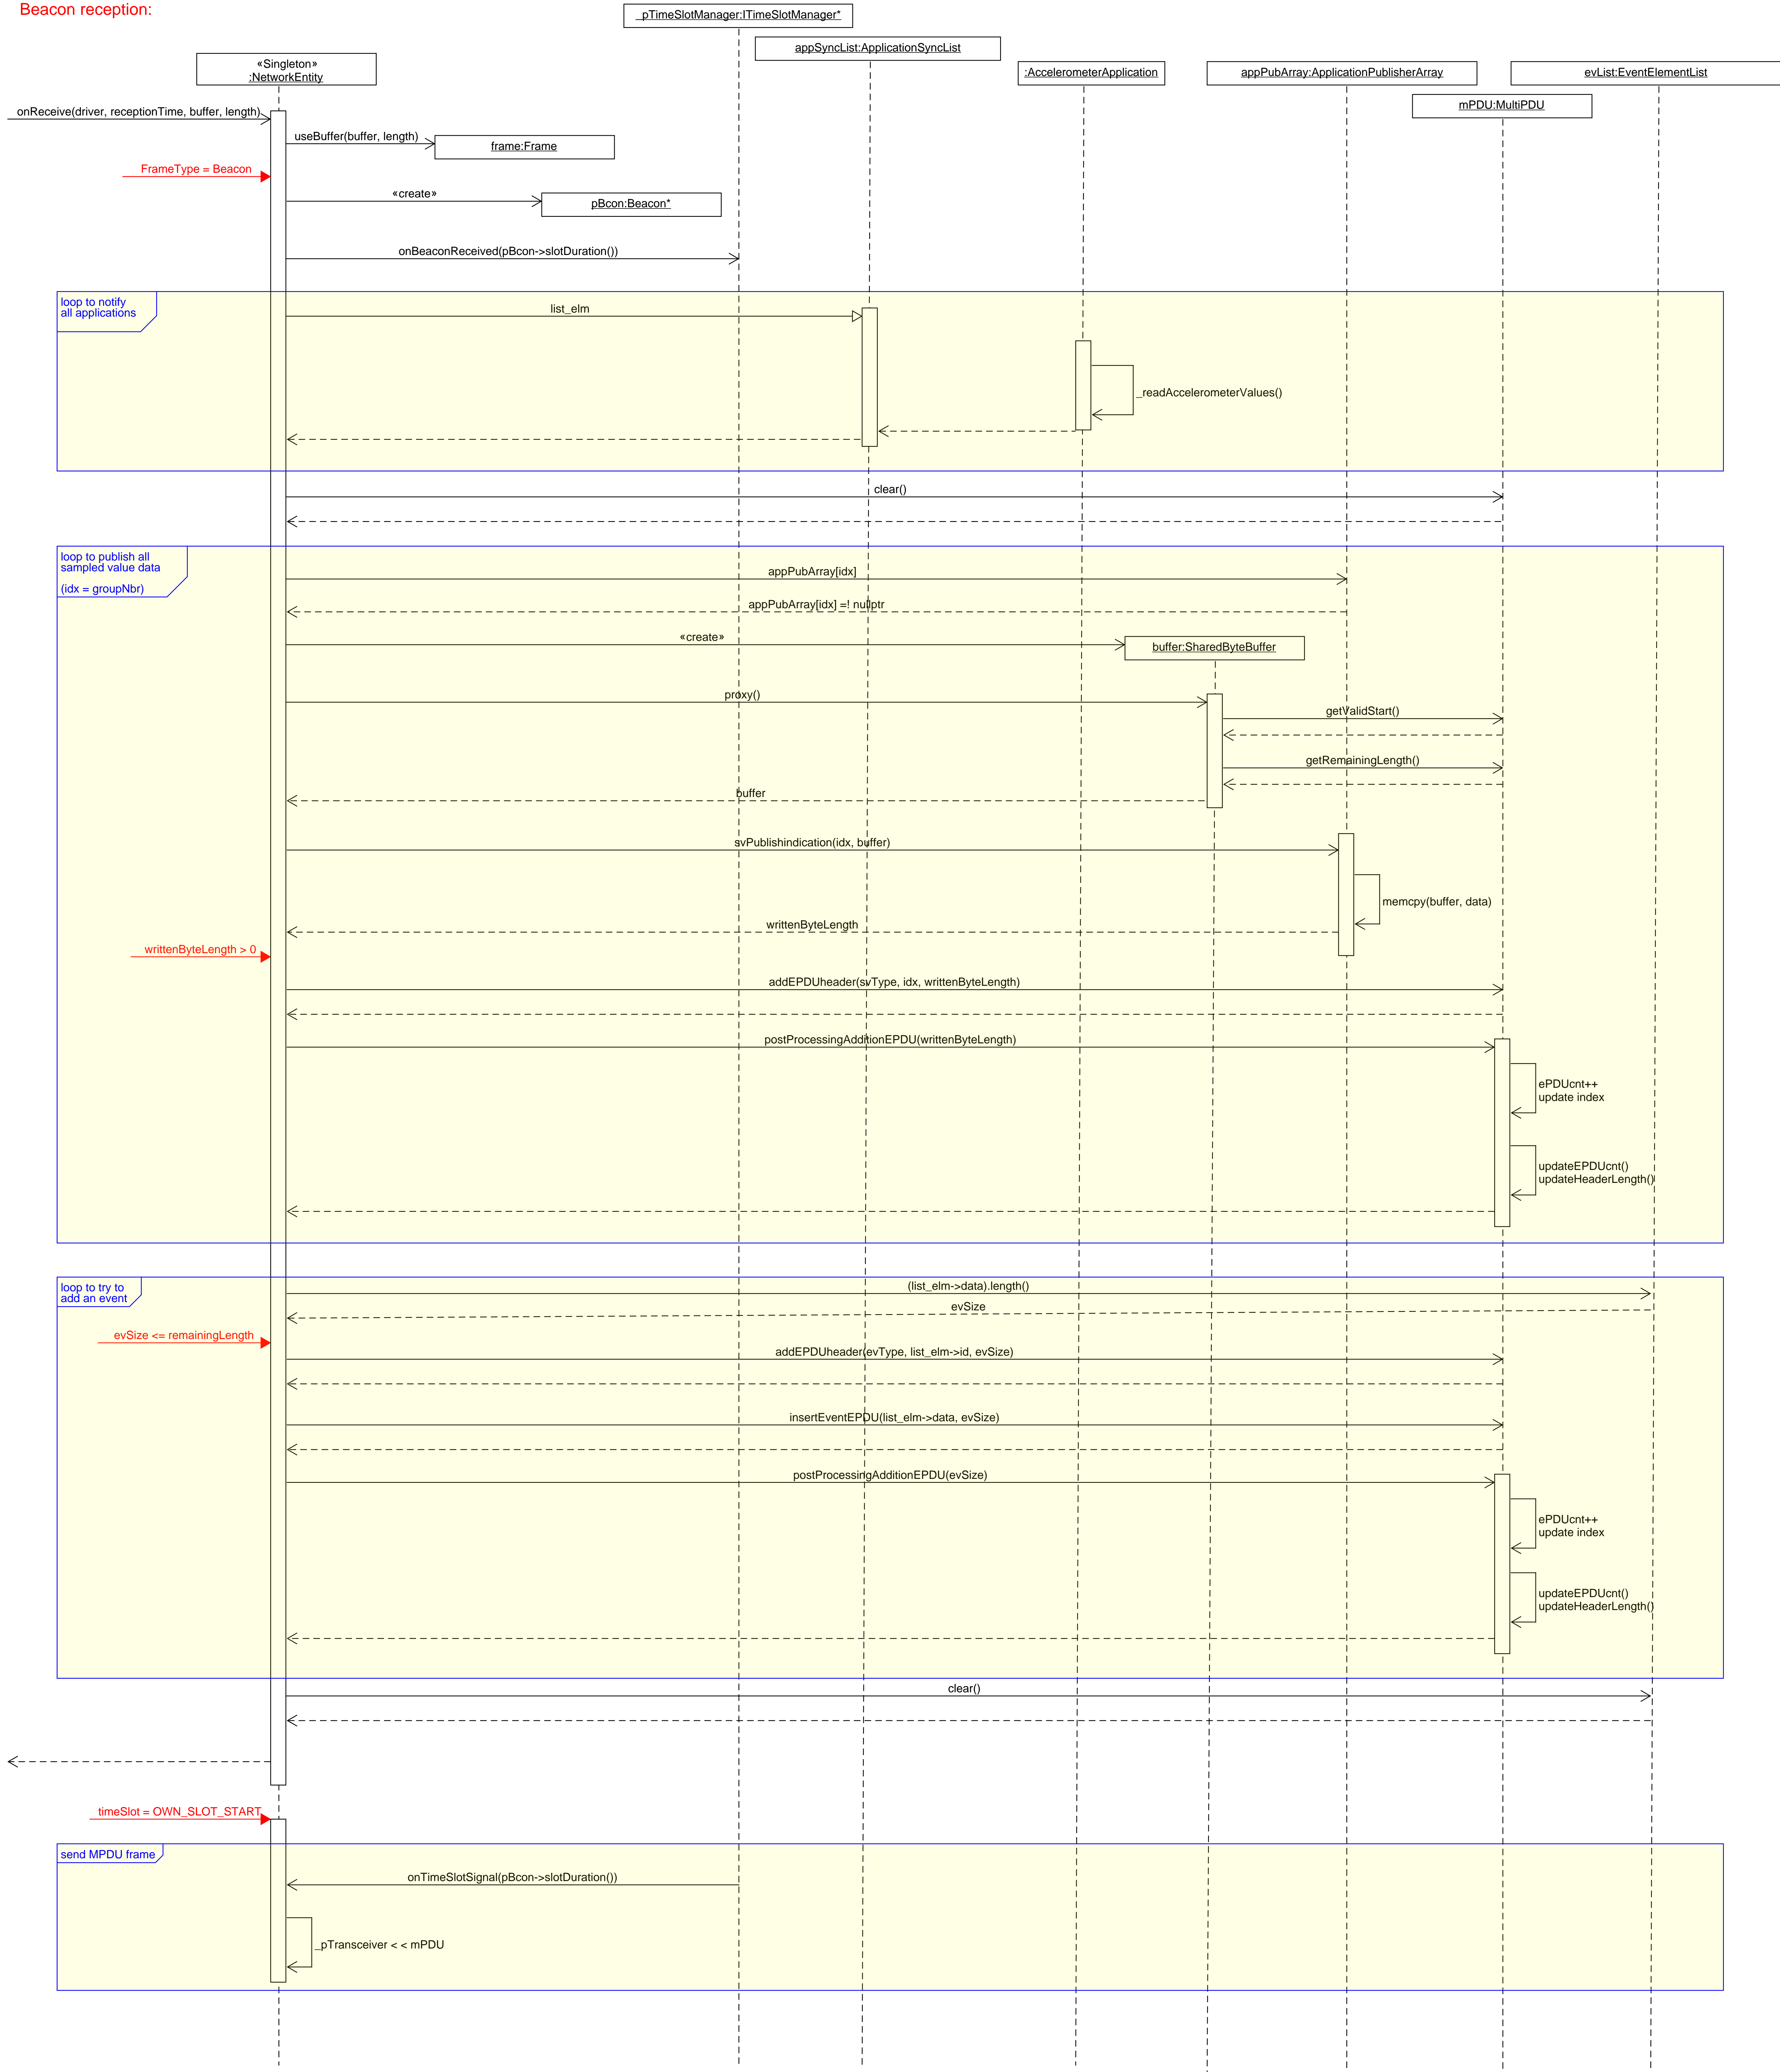 Beacon reception:
_pTimeSlotManager:ITimeSlotManager*
appSyncList:ApplicationSyncList
«Singleton»
:NetworkEntity
:AccelerometerApplication
appPubArray:ApplicationPublisherArray
evList:EventElementList
mPDU:MultiPDU
onReceive(driver, receptionTime, buffer, length)
useBuffer(buffer, length)
frame:Frame
FrameType = Beacon
«create»
pBcon:Beacon*
onBeaconReceived(pBcon->slotDuration())
loop to notify
all applications
list_elm
_readAccelerometerValues()
clear()
loop to publish all
sampled value data
(idx = groupNbr)
appPubArray[idx]
appPubArray[idx] =! nullptr
«create»
buffer:SharedByteBuffer
proxy()
getValidStart()
getRemainingLength()
buffer
svPublishindication(idx, buffer)
memcpy(buffer, data)
writtenByteLength
writtenByteLength > 0
addEPDUheader(svType, idx, writtenByteLength)
postProcessingAdditionEPDU(writtenByteLength)
ePDUcnt++
update index
updateEPDUcnt()
updateHeaderLength()
loop to try to
add an event
(list_elm->data).length()
evSize
evSize <= remainingLength
addEPDUheader(evType, list_elm->id, evSize)
insertEventEPDU(list_elm->data, evSize)
postProcessingAdditionEPDU(evSize)
ePDUcnt++
update index
updateEPDUcnt()
updateHeaderLength()
clear()
timeSlot = OWN_SLOT_START
send MPDU frame
onTimeSlotSignal(pBcon->slotDuration())
_pTransceiver < < mPDU